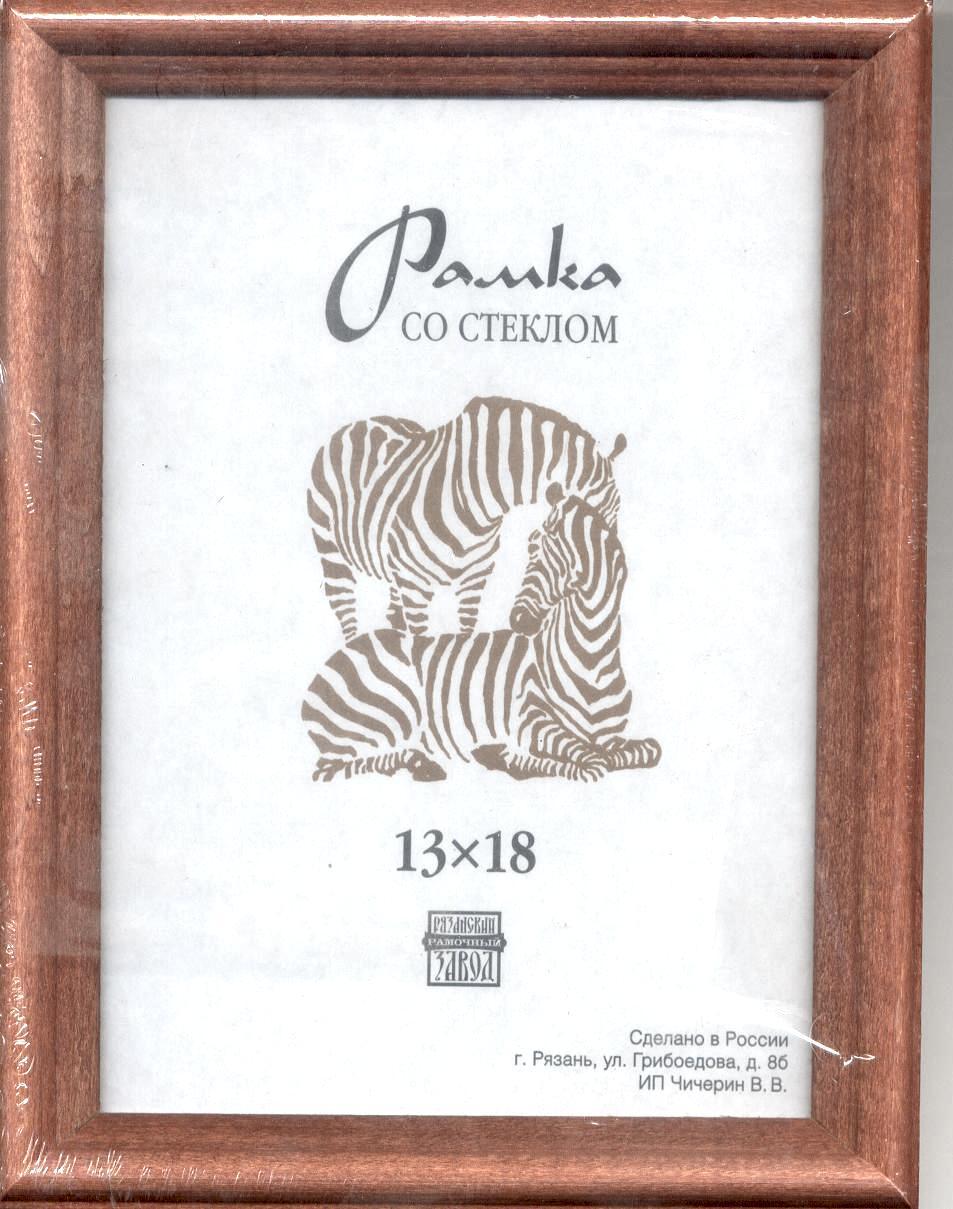 Рамка
СО СТЕКЛОМ
13×18
РЯЗАНСКИЙ
РАМОЧНЫЙ
ЗАВОД
Сделано в России
г. Рязань, ул. Грибоедова, д. 8б
ИП Чичерин В. В.